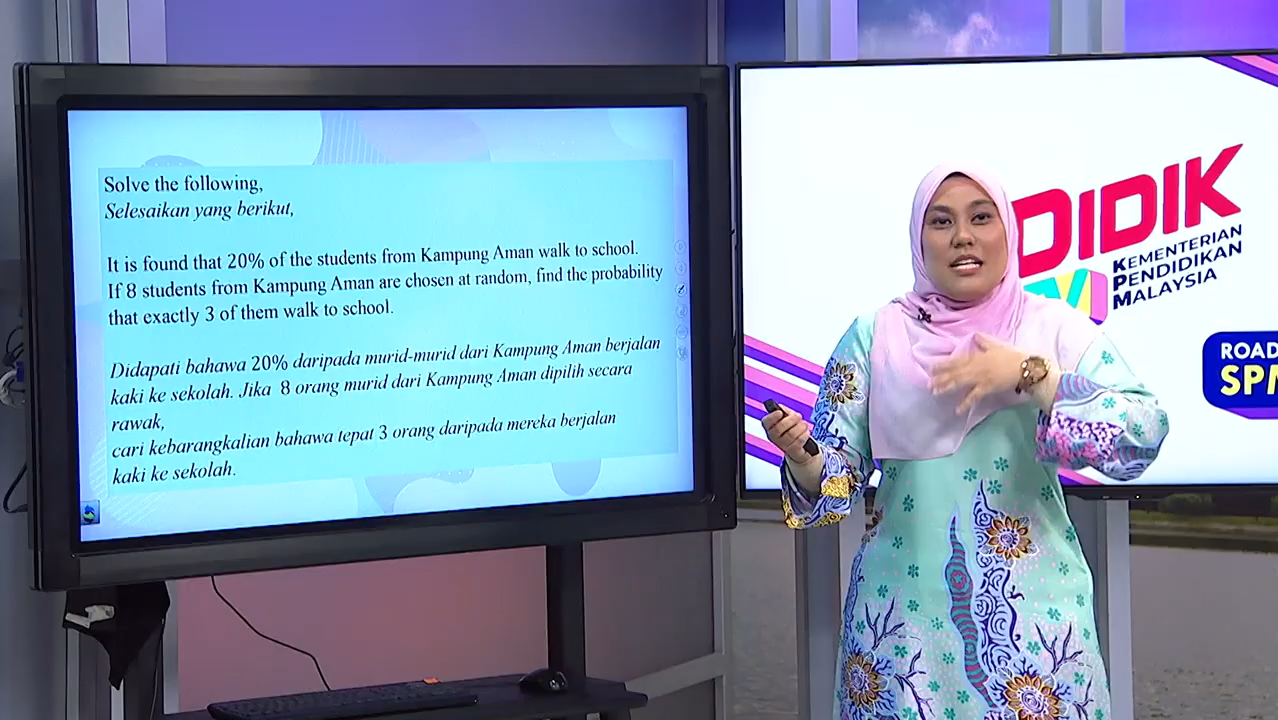 Solve the following,
Selesaikan yang berikut,
It is found that 20% of the students from Kampung Aman walk to school.
If 8 students from Kampung Aman are chosen at random, find the probability
that exactly 3 of them walk to school.
Didapati bahawa 20% daripada murid-murid dari Kampung Aman berjalan
kaki ke sekolah. Jika 8 orang murid dari Kampung Aman dipilih secara
rawak,
cari kebarangkalian bahawa tepat 3 orang daripada mereka berjalan
kaki ke sekolah.
DIDIK
KEMENTERIAN
PENDIDIKAN
MALAYSIA
ROAD